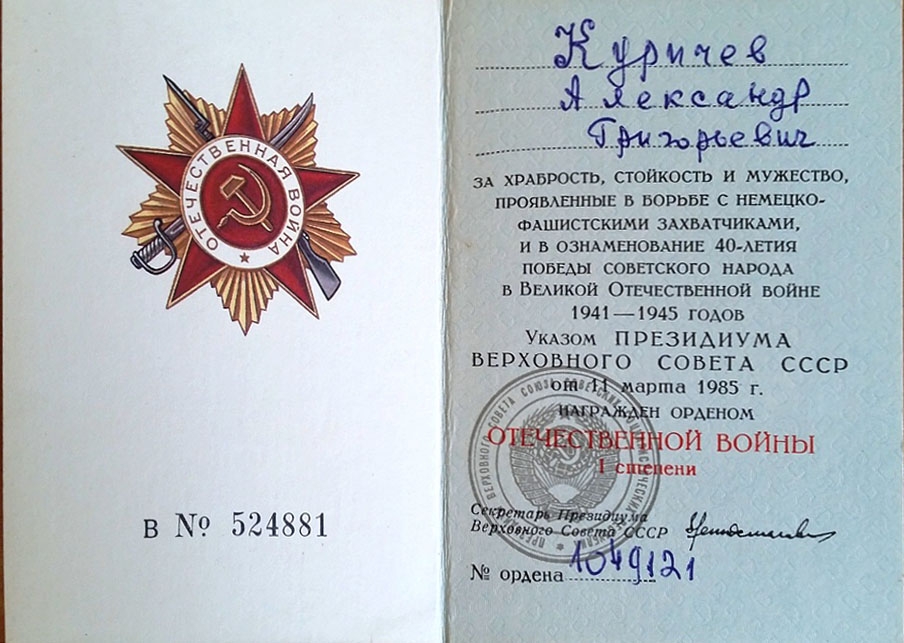 ОТЕЧЕСТВЕННАЯ ВОЙНА
В № 524881
Куричев
Александр
Григорьевич
ЗА ХРАБРОСТЬ, СТОЙКОСТЬ И МУЖЕСТВО,
ПРОЯВЛЕННЫЕ В БОРЬБЕ С НЕМЕЦКО-
ФАШИСТСКИМИ ЗАХВАТЧИКАМИ,
И В ОЗНАМЕНОВАНИЕ 40-ЛЕТИЯ
ПОБЕДЫ СОВЕТСКОГО НАРОДА
В ВЕЛИКОЙ ОТЕЧЕСТВЕННОЙ ВОЙНЕ
1941—1945 ГОДОВ
УКАЗОМ ПРЕЗИДИУМА
ВЕРХОВНОГО СОВЕТА СССР
от 11 марта 1985 г.
НАГРАЖДЕН ОРДЕНОМ
ОТЕЧЕСТВЕННОЙ ВОЙНЫ
I степени
Секретарь Президиума
Верховного Совета СССР
№ ордена 1049121